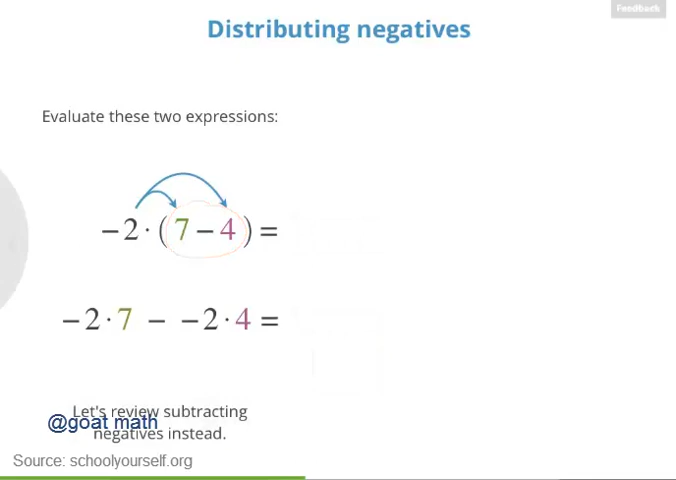 Feedback
Distributing negatives
Evaluate these two expressions:
−2·(7−4)=
−2·7 − −2·4 =
Let's review subtracting
@goat math
negatives instead.
Source: schoolyourself.org